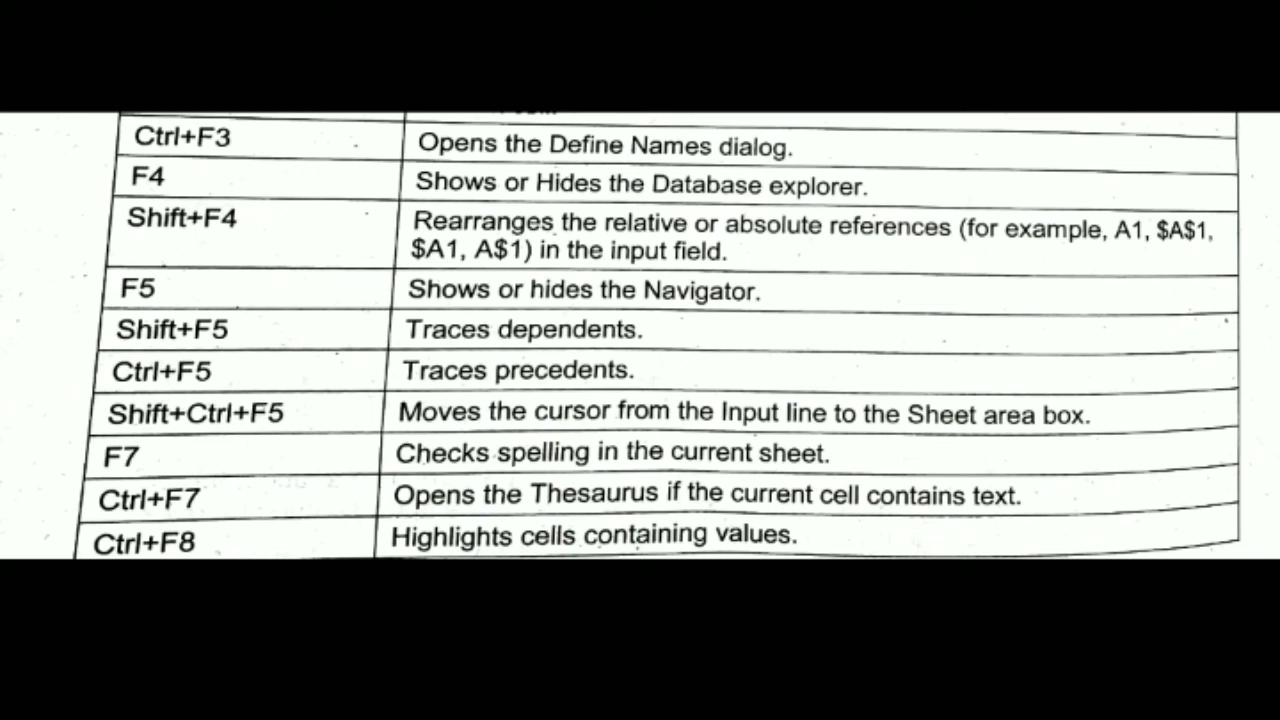 Ctrl+F3 Opens the Define Names dialog.
F4 Shows or Hides the Database explorer.
Shift+F4 Rearranges the relative or absolute references (for example, A1, $A$1,
$A1, A$1) in the input field.
F5 Shows or hides the Navigator.
Shift+F5 Traces dependents.
Ctrl+F5 Traces precedents.
Shift+Ctrl+F5 Moves the cursor from the Input line to the Sheet area box.
F7 Checks spelling in the current sheet.
Ctrl+F7 Opens the Thesaurus if the current cell contains text.
Ctrl+F8 Highlights cells containing values.